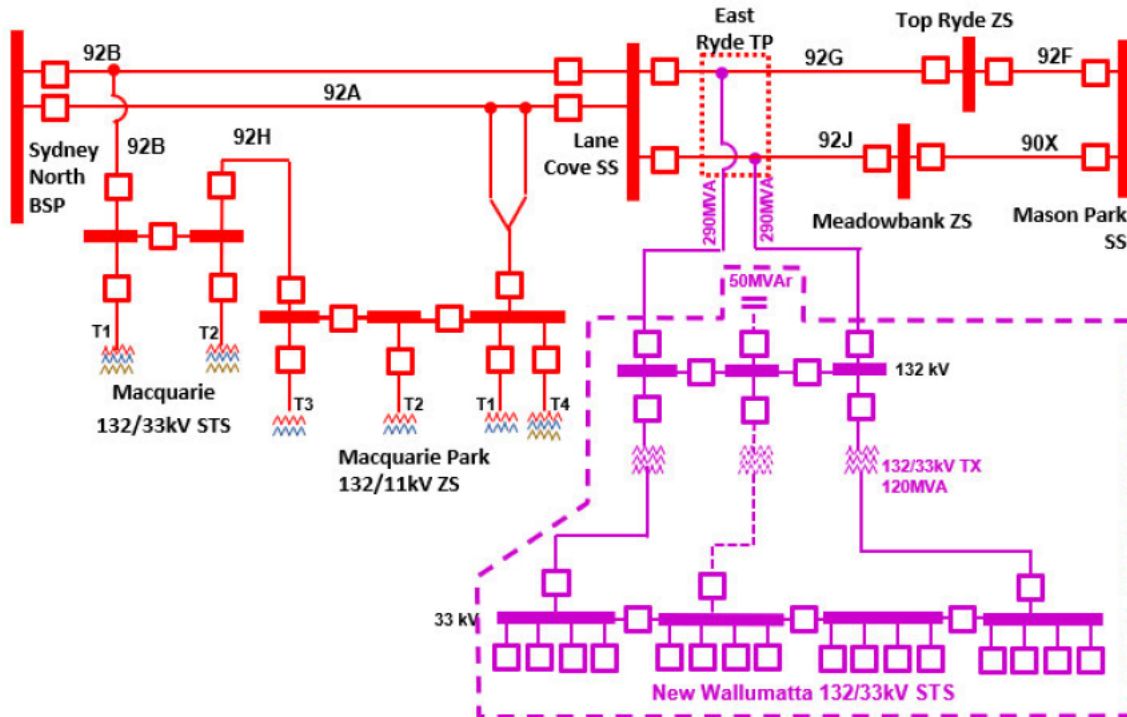 East
Ryde TP
Top Ryde ZS
92B
92G
92F
92A
Sydney
North
BSP
92B
92H
Lane
Cove SS
92J
90X
Meadowbank ZS
Mason Park
SS
290MVA
290MVA
50MVAr
T1
T2
132 kV
Macquarie
132/33kV STS
T3
T2
T1
T4
Macquarie Park
132/11kV ZS
132/33kV TX
120MVA
33 kV
New Wallumatta 132/33kV STS